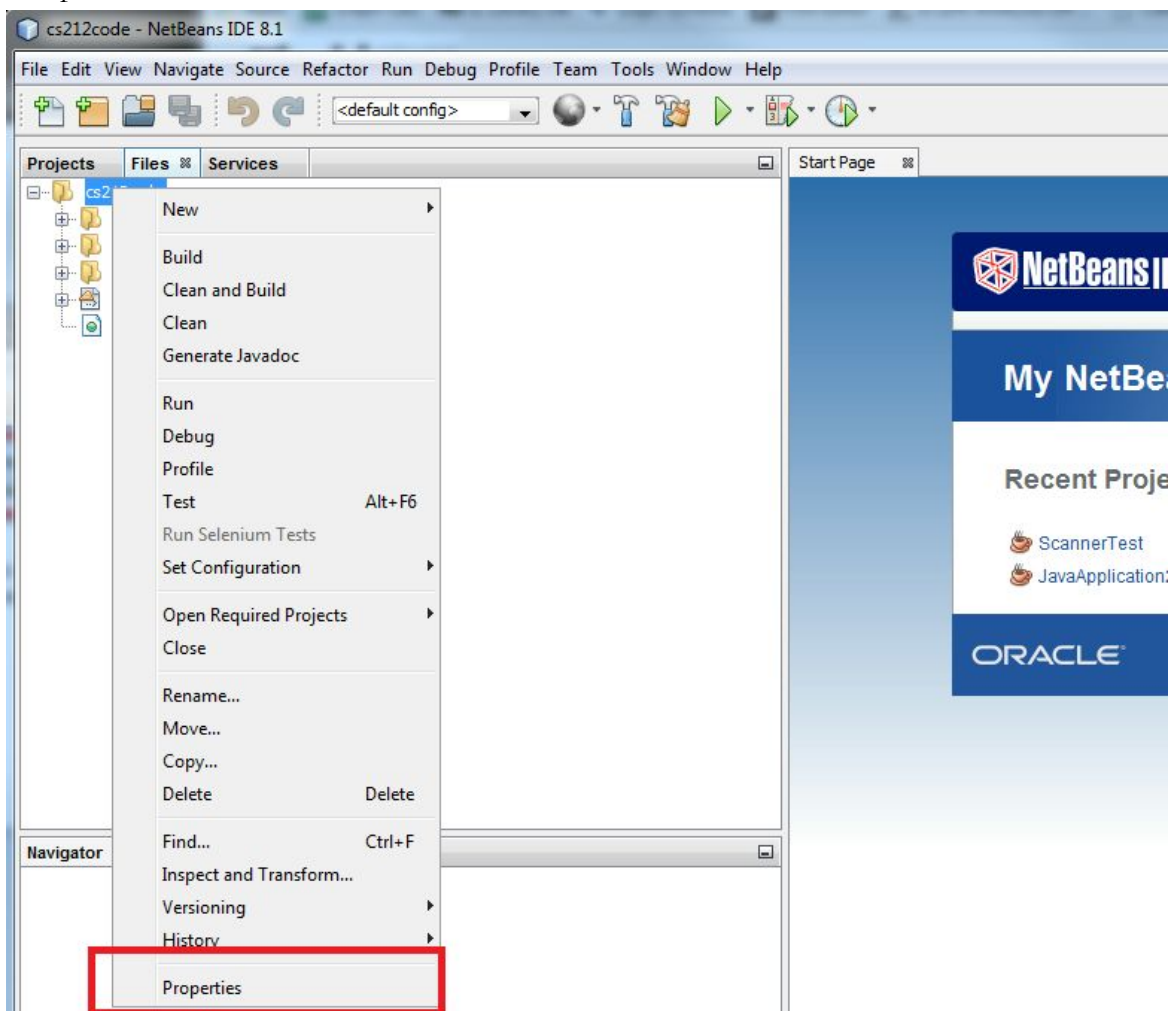 cs212code - NetBeans IDE 8.1
File Edit View Navigate Source Refactor Run Debug Profile Team Tools Window Help
<default config>
Projects Files Services
Start Page
cs2
New
Build
Clean and Build
Clean
Generate Javadoc
Run
Debug
Profile
Test Alt+F6
Run Selenium Tests
Set Configuration
Open Required Projects
Close
Rename...
Move...
Copy...
Delete Delete
Find... Ctrl+F
Inspect and Transform...
Versioning
History
Properties
Navigator
NetBeans
My NetBe
Recent Proje
ScannerTest
JavaApplication
ORACLE